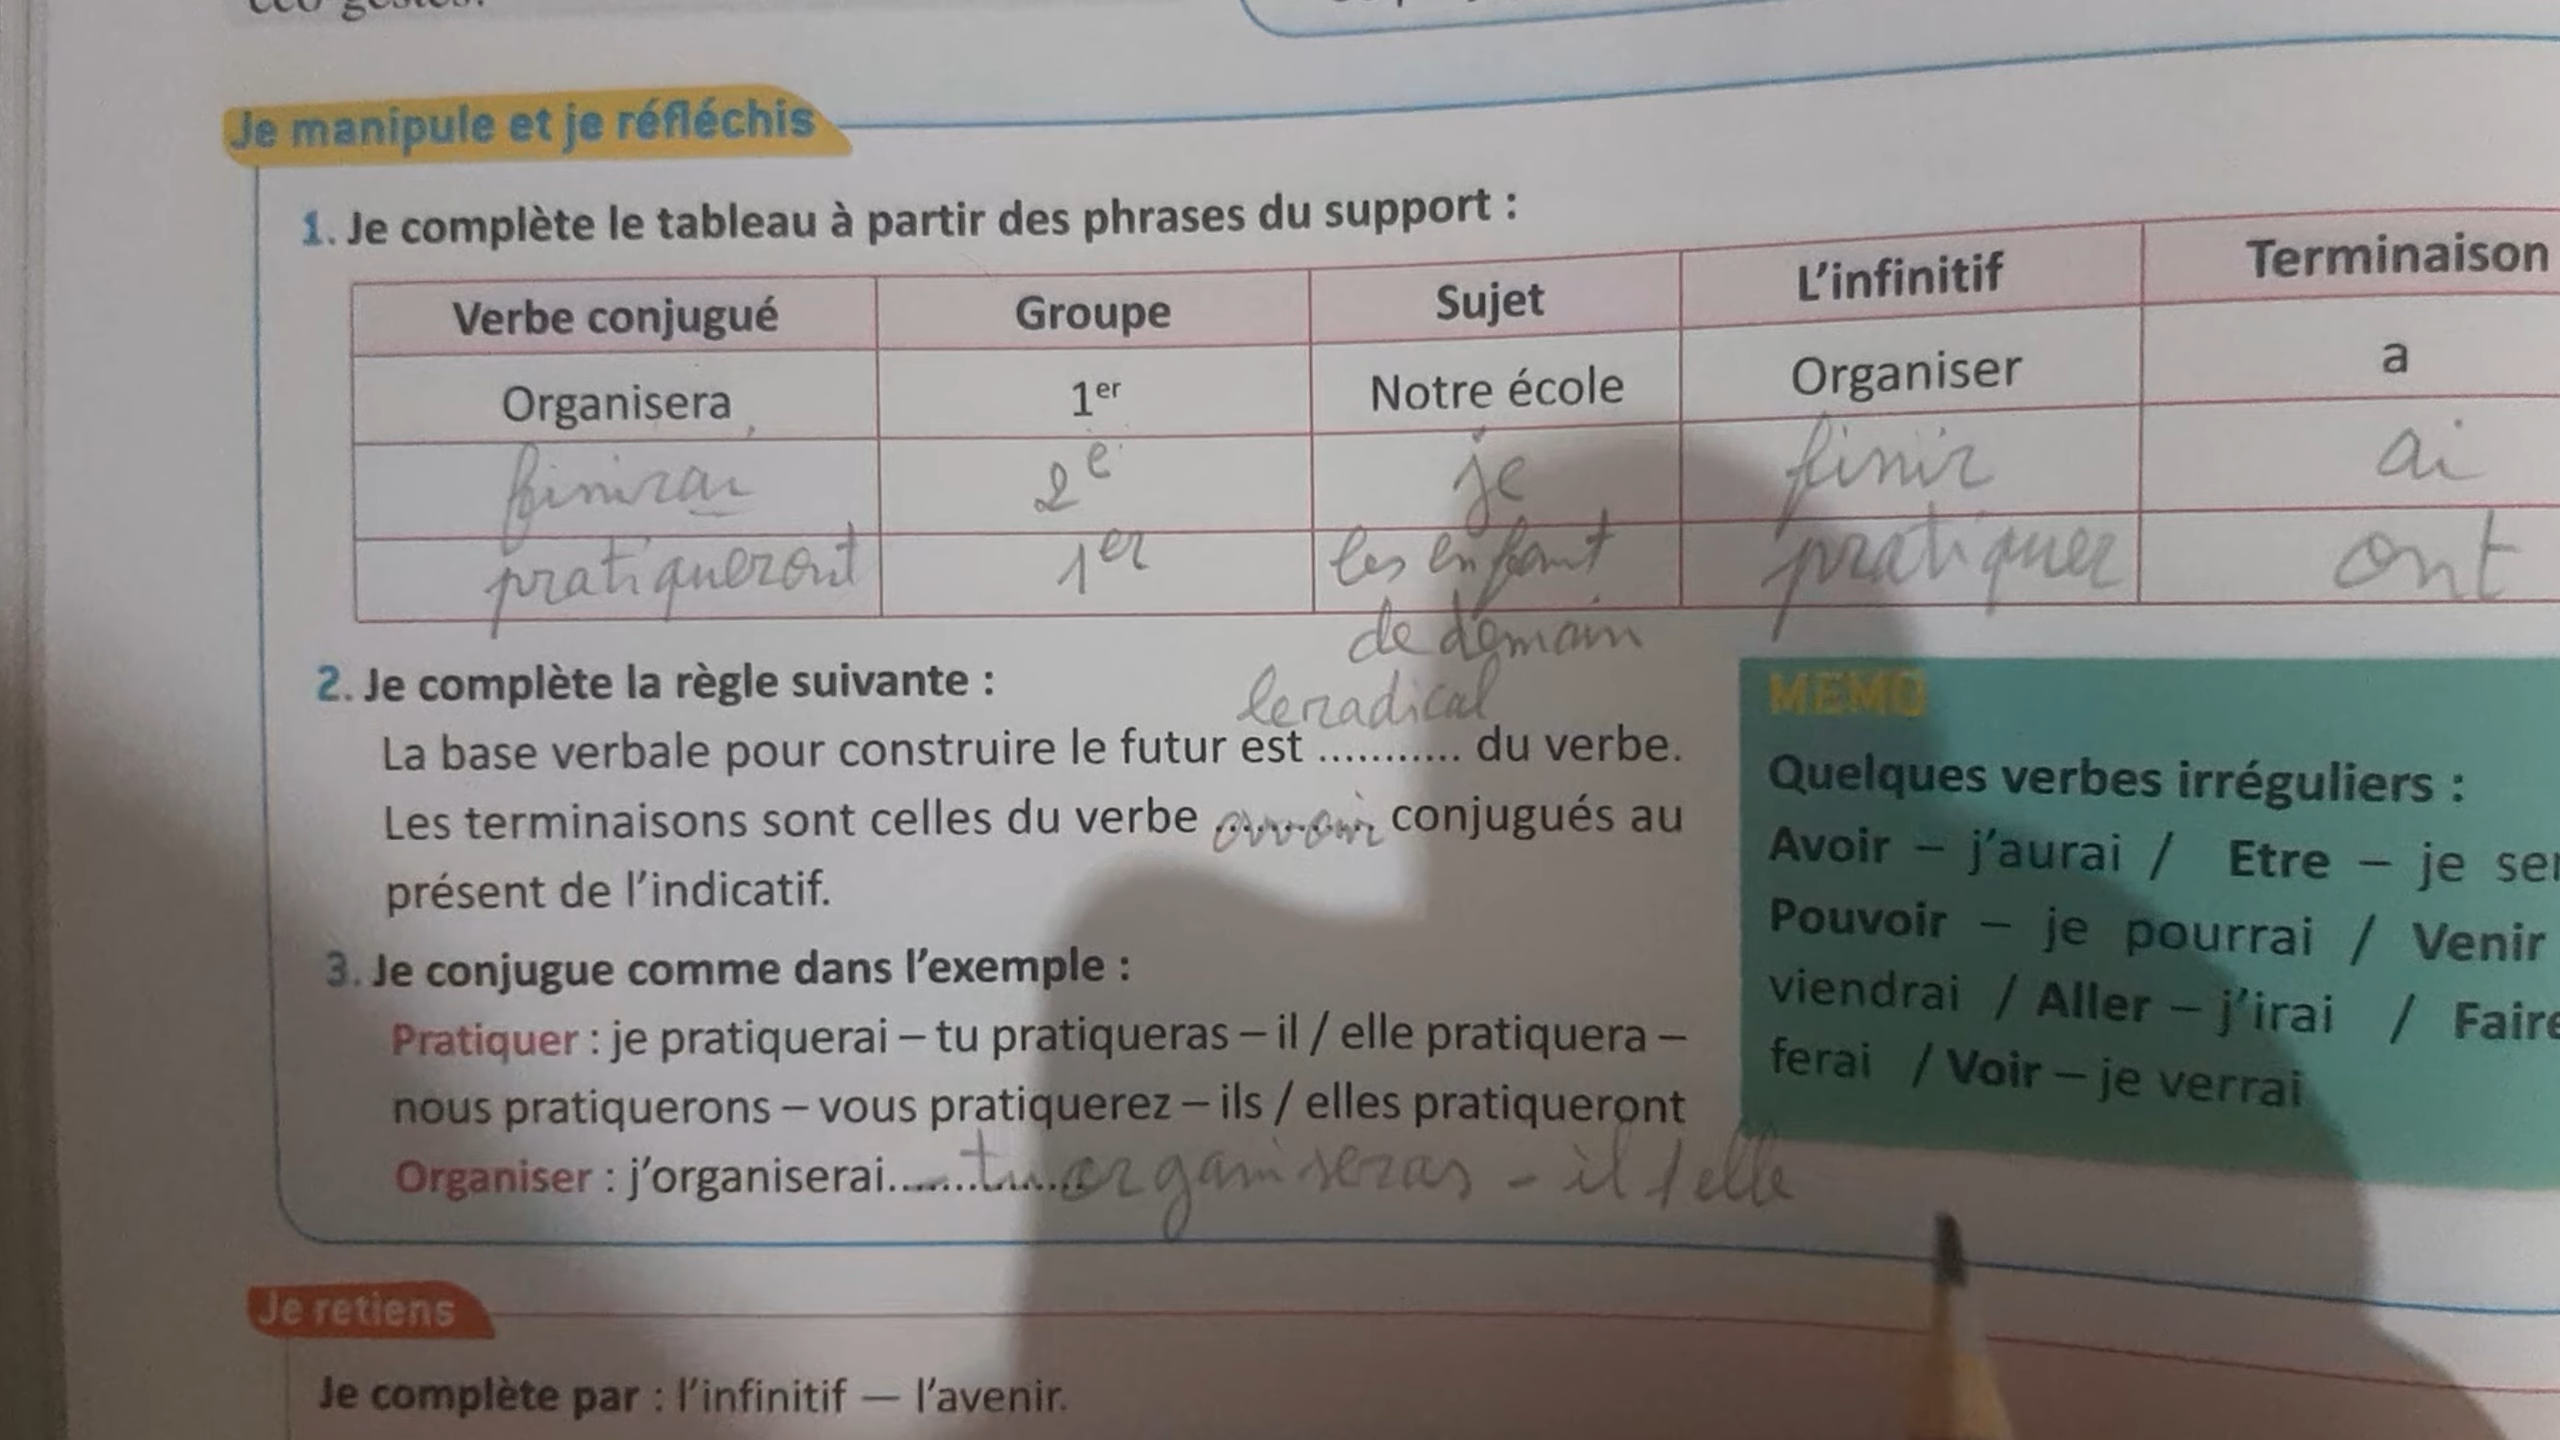 éco-gestes.
Je manipule et je réfléchis
1. Je complète le tableau à partir des phrases du support :
Verbe conjugué Groupe Sujet L'infinitif Terminaison
Organisera 1er Notre école Organiser a
finirai 2e je finir ai
pratiqueront 1er les enfant pratiquer ont
de demain
2. Je complète la règle suivante :
le radical
La base verbale pour construire le futur est ........... du verbe.
Les terminaisons sont celles du verbe avoir conjugués au
présent de l'indicatif.
3. Je conjugue comme dans l'exemple :
Pratiquer : je pratiquerai – tu pratiqueras – il / elle pratiquera –
nous pratiquerons – vous pratiquerez – ils / elles pratiqueront
Organiser : j'organiserai.... tu organiseras - il / elle
MEMO
Quelques verbes irréguliers :
Avoir – j'aurai / Etre – je
Pouvoir – je pourrai / Venir
viendrai / Aller – j'irai / Faire
ferai / Voir – je verrai
Je retiens
Je complète par : l'infinitif — l'avenir.